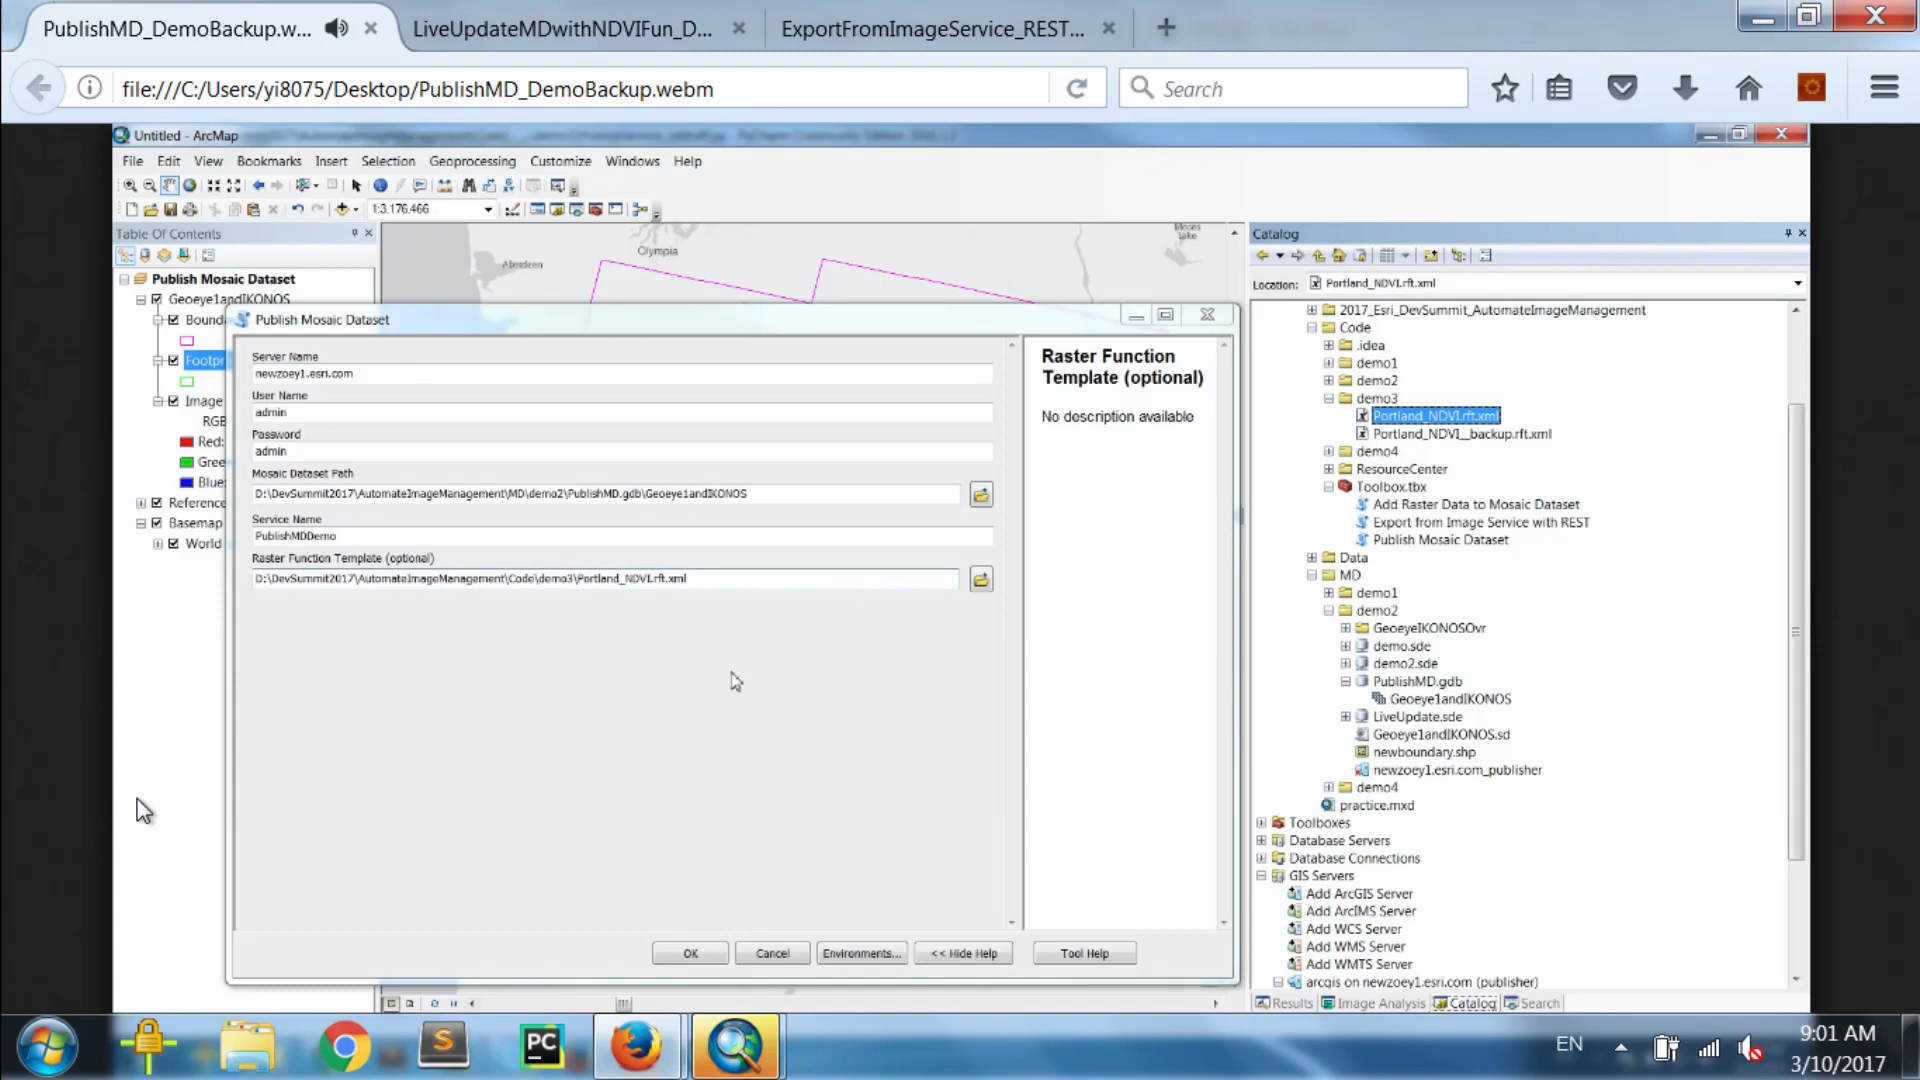 PublishMD_DemoBackup.w...
LiveUpdateMDwithNDVIFun_D...
ExportFromImageService_REST...
file:///C:/Users/yi8075/Desktop/PublishMD_DemoBackup.webm
Search
Untitled - ArcMap
File Edit View Bookmarks Insert Selection Geoprocessing Customize Windows Help
1:3,176,466
Table Of Contents
Publish Mosaic Dataset
Geoeye1andIKONOS
Bound
Footpr
Image
RGB
Red:
Gree
Blue:
Reference
Basemap
World
Aberdeen
Olympia
Moses
Lake
Publish Mosaic Dataset
Server Name
newzoey1.esri.com
User Name
admin
Password
admin
Mosaic Dataset Path
D:\DevSummit2017\AutomateImageManagement\MD\demo2\PublishMD.gdb\Geoeye1andIKONOS
Service Name
PublishMDDemo
Raster Function Template (optional)
D:\DevSummit2017\AutomateImageManagement\Code\demo3\Portland_NDVI.rft.xml
Raster Function
Template (optional)
No description available
OK
Cancel
Environments...
<< Hide Help
Tool Help
Catalog
Location: Portland_NDVI.rft.xml
2017_Esri_DevSummit_AutomateImageManagement
Code
.idea
demo1
demo2
demo3
Portland_NDVI.rft.xml
Portland_NDVI__backup.rft.xml
demo4
ResourceCenter
Toolbox.tbx
Add Raster Data to Mosaic Dataset
Export from Image Service with REST
Publish Mosaic Dataset
Data
MD
demo1
demo2
GeoeyeIKONOSOvr
demo.sde
demo2.sde
PublishMD.gdb
Geoeye1andIKONOS
LiveUpdate.sde
Geoeye1andIKONOS.sd
newboundary.shp
newzoey1.esri.com_publisher
demo4
practice.mxd
Toolboxes
Database Servers
Database Connections
GIS Servers
Add ArcGIS Server
Add ArcIMS Server
Add WCS Server
Add WMS Server
Add WMTS Server
arcgis on newzoey1.esri.com (publisher)
Results Image Analysis Catalog Search
PC
EN
9:01 AM
3/10/2017